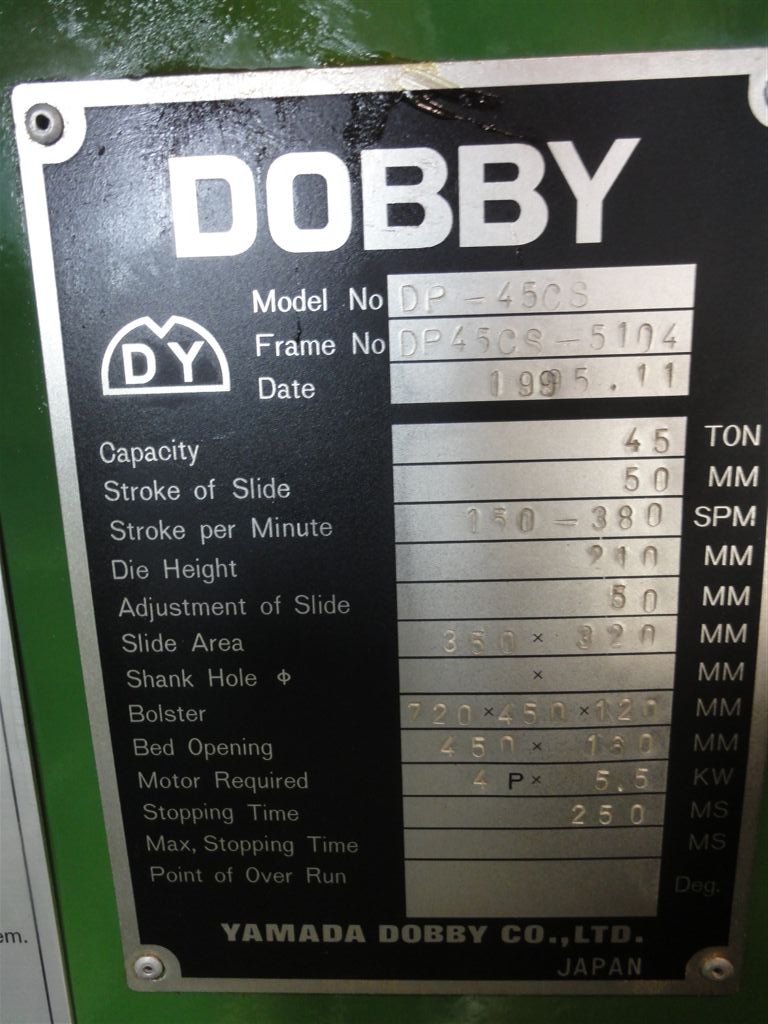 DOBBY
DY
Model No DP-45CS
Frame No DP45CS-5104
Date 1995.11
Capacity 45 TON
Stroke of Slide 50 MM
Stroke per Minute 150-380 SPM
Die Height 210 MM
Adjustment of Slide 50 MM
Slide Area 350 × 320 MM
Shank Hole Φ × MM
Bolster 720 × 450 × 120 MM
Bed Opening 450 × 130 MM
Motor Required 4 P × 5.5 KW
Stopping Time 250 MS
Max, Stopping Time MS
Point of Over Run Deg.
YAMADA DOBBY CO.,LTD.
JAPAN
em.